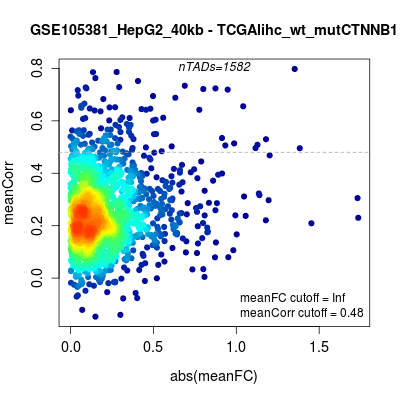 GSE105381_HepG2_40kb - TCGAlihc_wt_mutCTNNB1
nTADs=1582
meanCorr
0.8
0.6
0.4
0.2
0.0
meanFC cutoff = Inf
meanCorr cutoff = 0.48
0.0 0.5 1.0 1.5
abs(meanFC)